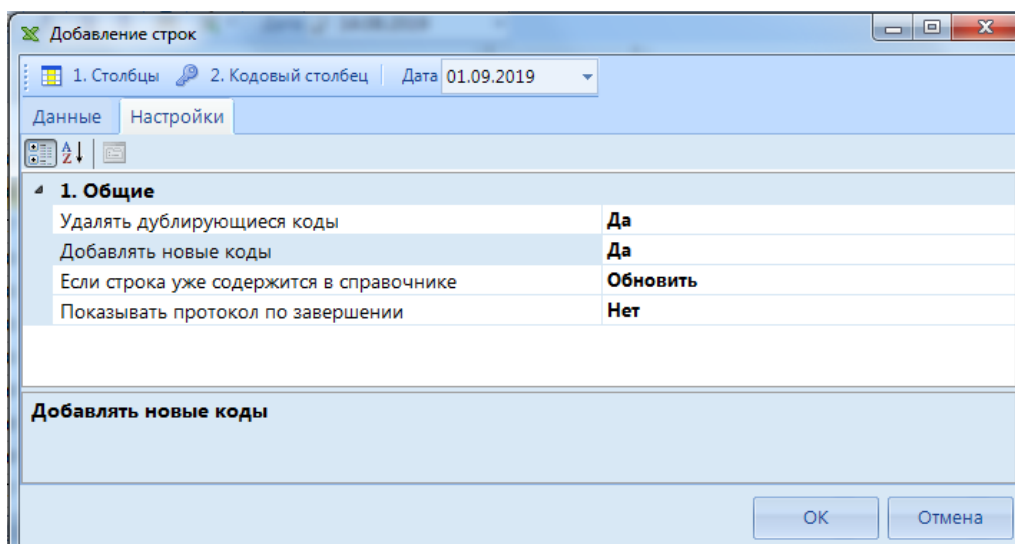 Добавление строк
1. Столбцы 2. Кодовый столбец Дата 01.09.2019
Данные Настройки
1. Общие
Удалять дублирующиеся коды Да
Добавлять новые коды Да
Если строка уже содержится в справочнике Обновить
Показывать протокол по завершении Нет
Добавлять новые коды
ОК Отмена